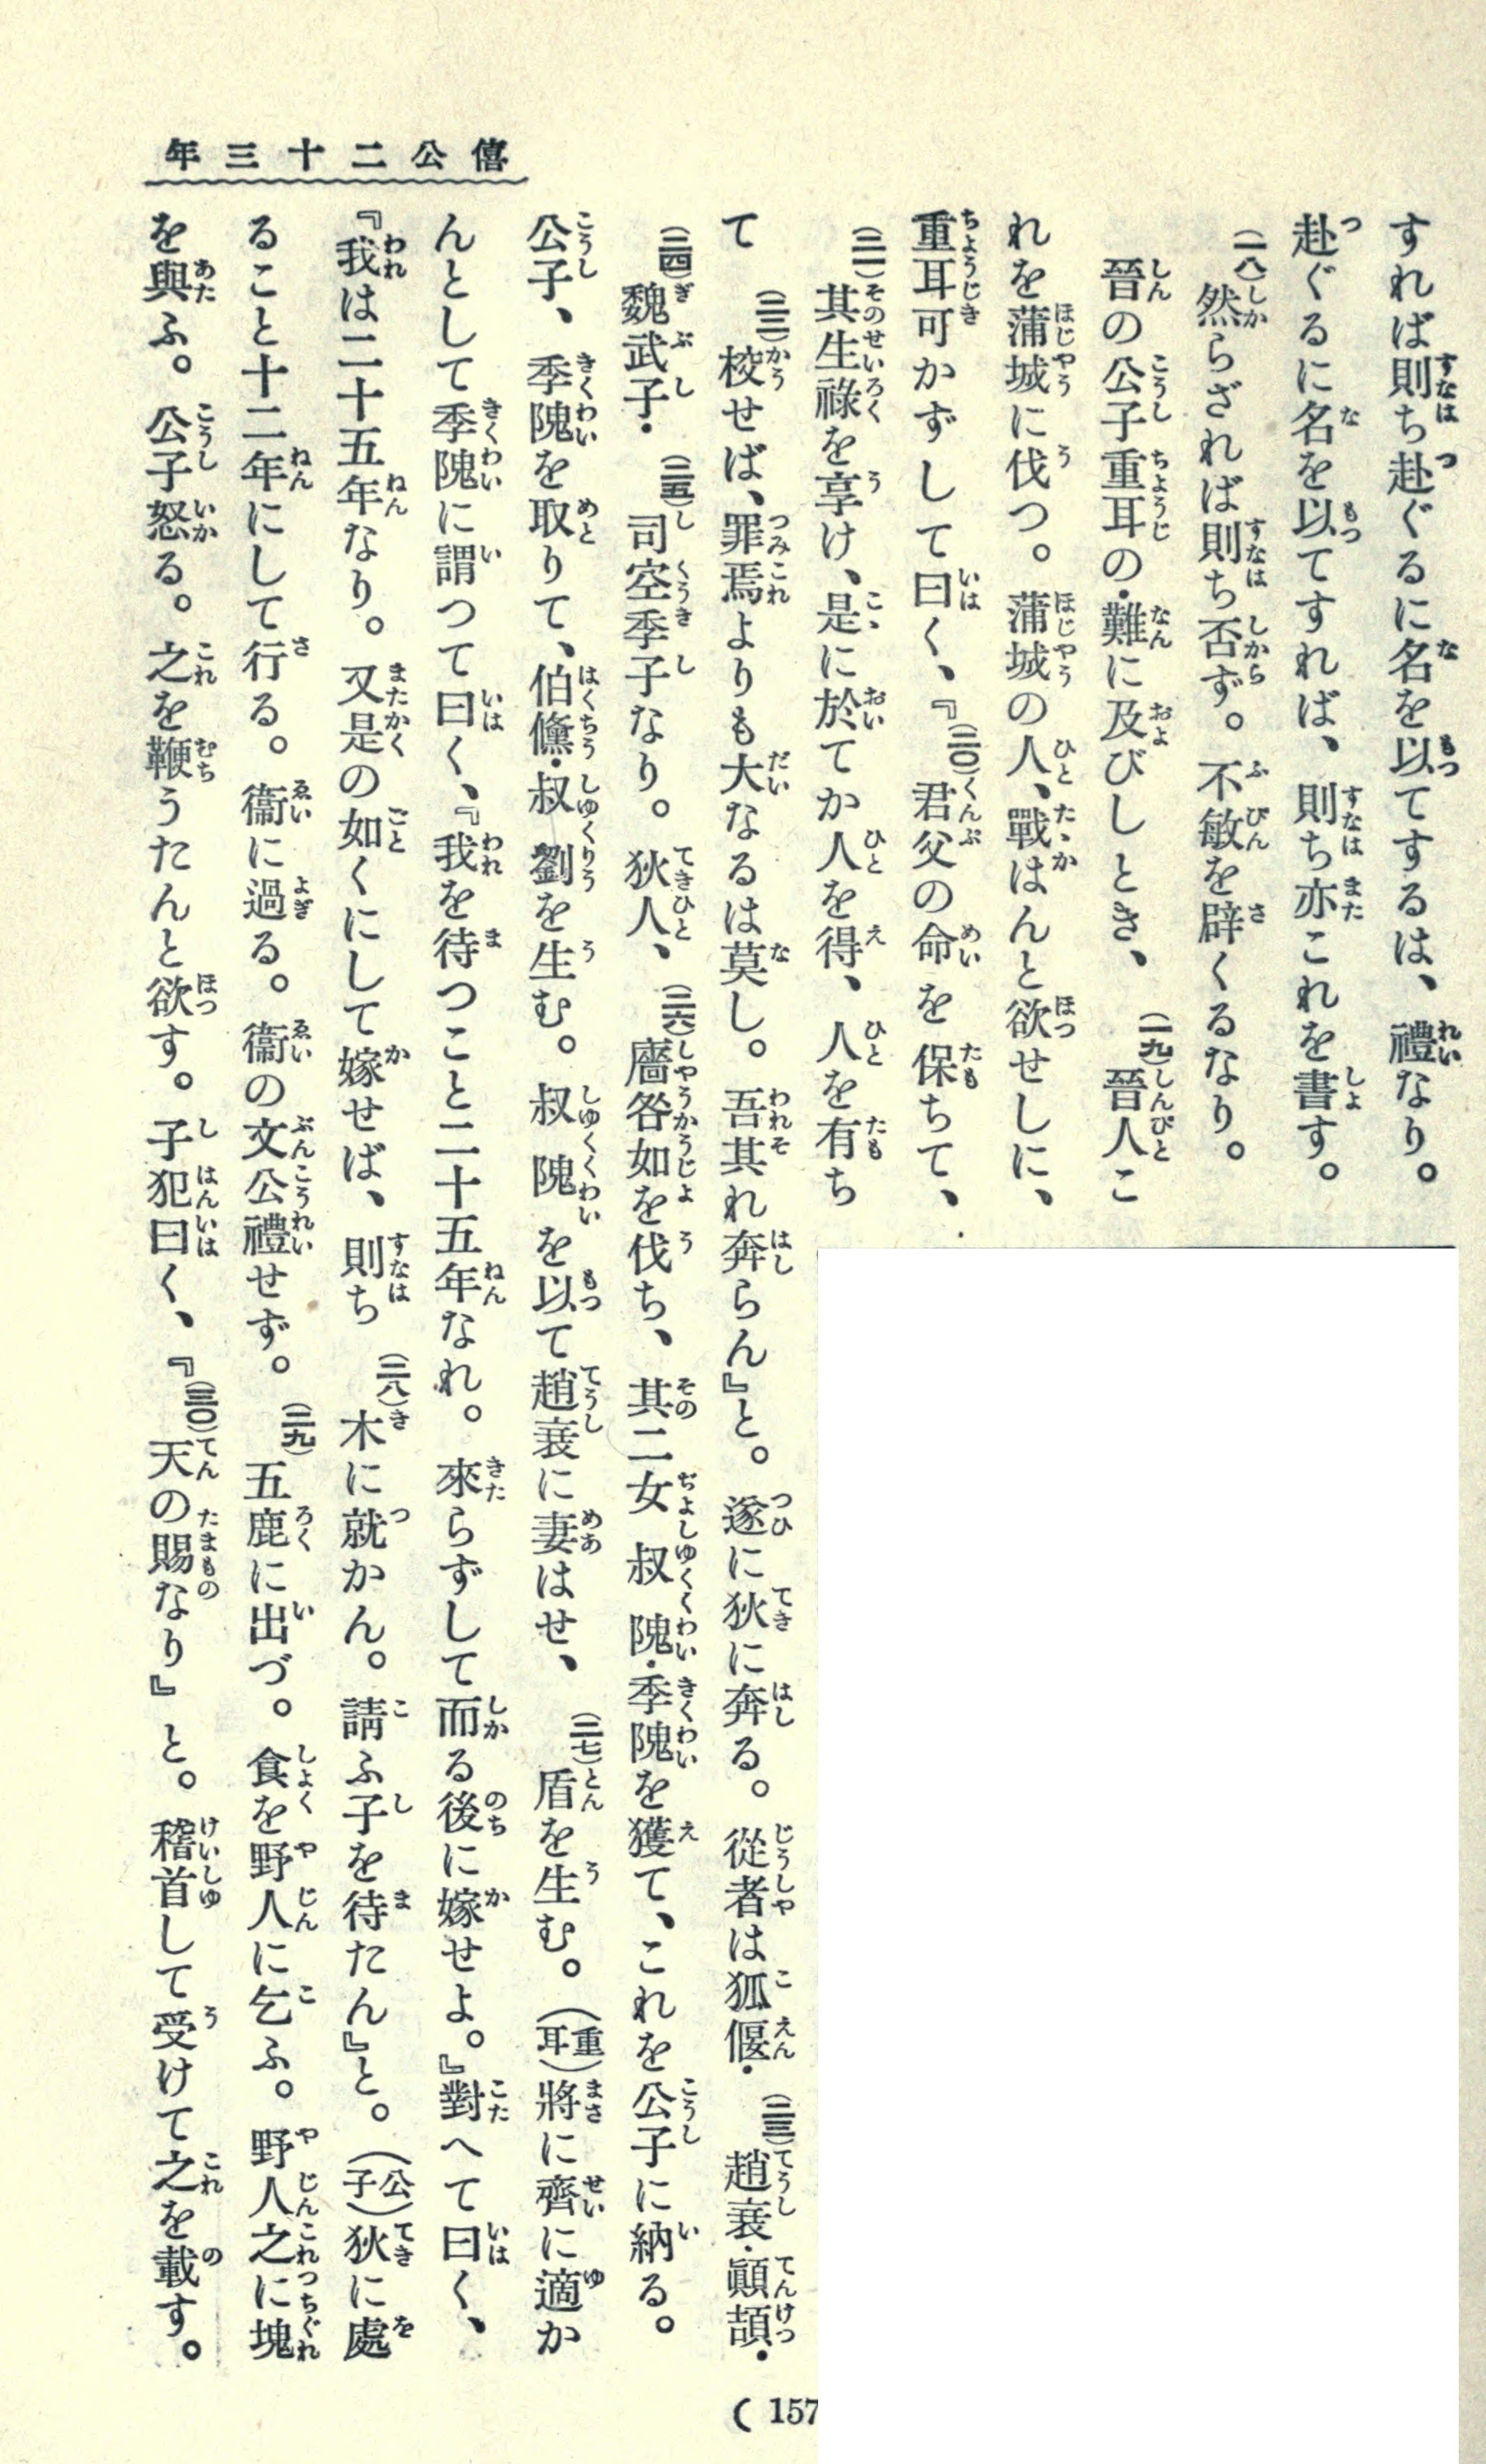 僖公二十三年
すれば則ち赴ぐるに名を以てするは、禮なり。
赴ぐるに名を以てすれば、則ち亦これを書す。
(一八)然らざれば則ち否ず。不敏を辟くるなり。
晉の公子重耳の・難に及びしとき、(一九)晉人こ
れを蒲城に伐つ。蒲城の人、戰はんと欲せしに、
重耳可かずして曰く、『(二〇)君父の命を保ちて、
(二一)其生祿を享け、是に於てか人を得、人を有ち
て(二二)校せば、罪焉よりも大なるは莫し。吾其れ奔らん』と。遂に狄に奔る。從者は狐偃・(二三)趙衰・顚頡・
(二四)魏武子・(二五)司空季子なり。狄人、(二六)廧咎如を伐ち、其二女叔隗・季隗を獲て、これを公子に納る。
公子、季隗を取りて、伯儵・叔劉を生む。叔隗を以て趙衰に妻はせ、(二七)盾を生む。(重耳)將に齊に適か
んとして季隗に謂つて曰く、『我を待つこと二十五年なれ。來らずして而る後に嫁せよ。』對へて曰く、
『我は二十五年なり。又是の如くにして嫁せば、則ち(二八)木に就かん。請ふ子を待たん』と。(公子)狄に處
ること十二年にして行る。衞に過る。衞の文公禮せず。(二九)五鹿に出づ。食を野人に乞ふ。野人之に塊
を與ふ。公子怒る。之を鞭うたんと欲す。子犯曰く、『(三〇)天の賜なり』と。稽首して受けて之を載す。
(157